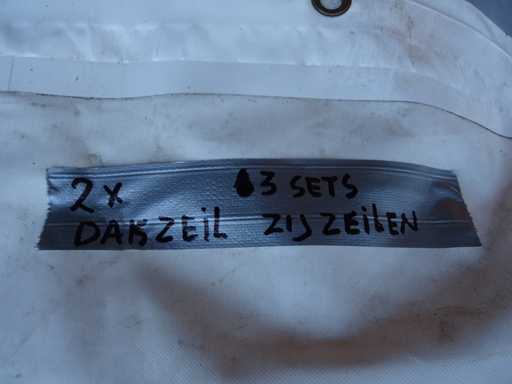 2x 3 SETS
DAKZEIL ZIJZEILEN